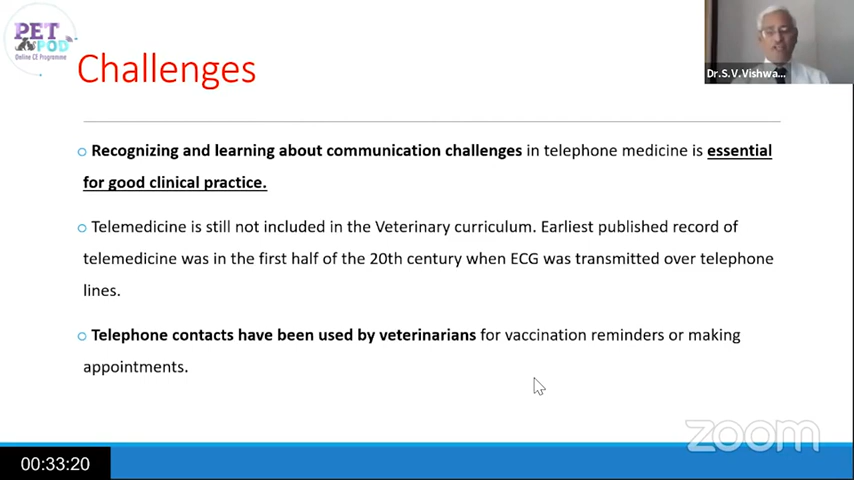 PET
POD
Online CE Programme
Dr.S.V.Vishwa...
Challenges
Recognizing and learning about communication challenges in telephone medicine is essential
for good clinical practice.
Telemedicine is still not included in the Veterinary curriculum. Earliest published record of
telemedicine was in the first half of the 20th century when ECG was transmitted over telephone
lines.
Telephone contacts have been used by veterinarians for vaccination reminders or making
appointments.
zoom
00:33:20